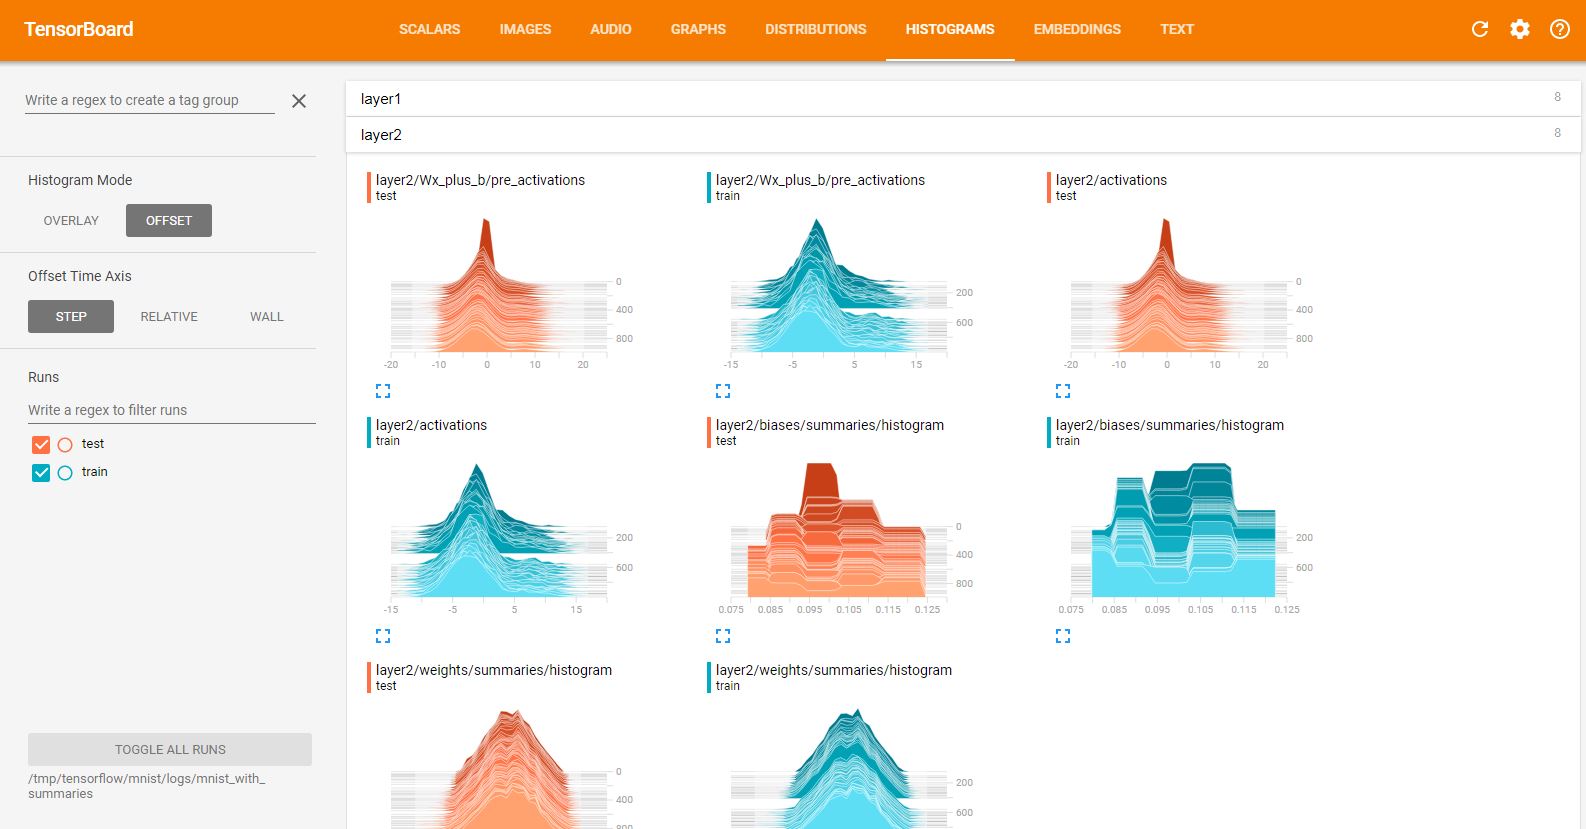 TensorBoard
SCALARS IMAGES AUDIO GRAPHS DISTRIBUTIONS HISTOGRAMS EMBEDDINGS TEXT
Write a regex to create a tag group
Histogram Mode
OVERLAY OFFSET
Offset Time Axis
STEP RELATIVE WALL
Runs
Write a regex to filter runs
test
train
TOGGLE ALL RUNS
/tmp/tensorflow/mnist/logs/mnist_with_
summaries
layer1 8
layer2 8
layer2/Wx_plus_b/pre_activations
test
0
400
800
-20 -10 0 10 20
layer2/Wx_plus_b/pre_activations
train
200
600
-15 -5 5 15
layer2/activations
test
0
400
800
-20 -10 0 10 20
layer2/activations
train
200
600
-15 -5 5 15
layer2/biases/summaries/histogram
test
0
400
800
0.075 0.085 0.095 0.105 0.115 0.125
layer2/biases/summaries/histogram
train
200
600
0.075 0.085 0.095 0.105 0.115 0.125
layer2/weights/summaries/histogram
test
0
400
800
layer2/weights/summaries/histogram
train
200
600